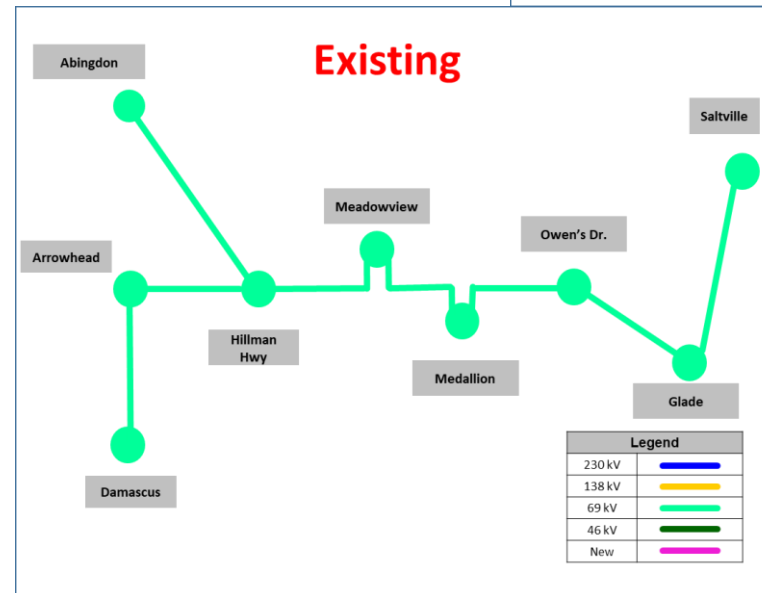 Existing
Abingdon
Saltville
Meadowview
Owen's Dr.
Arrowhead
Hillman
Hwy
Medallion
Glade
Damascus
Legend
230 kV
138 kV
69 kV
46 kV
New